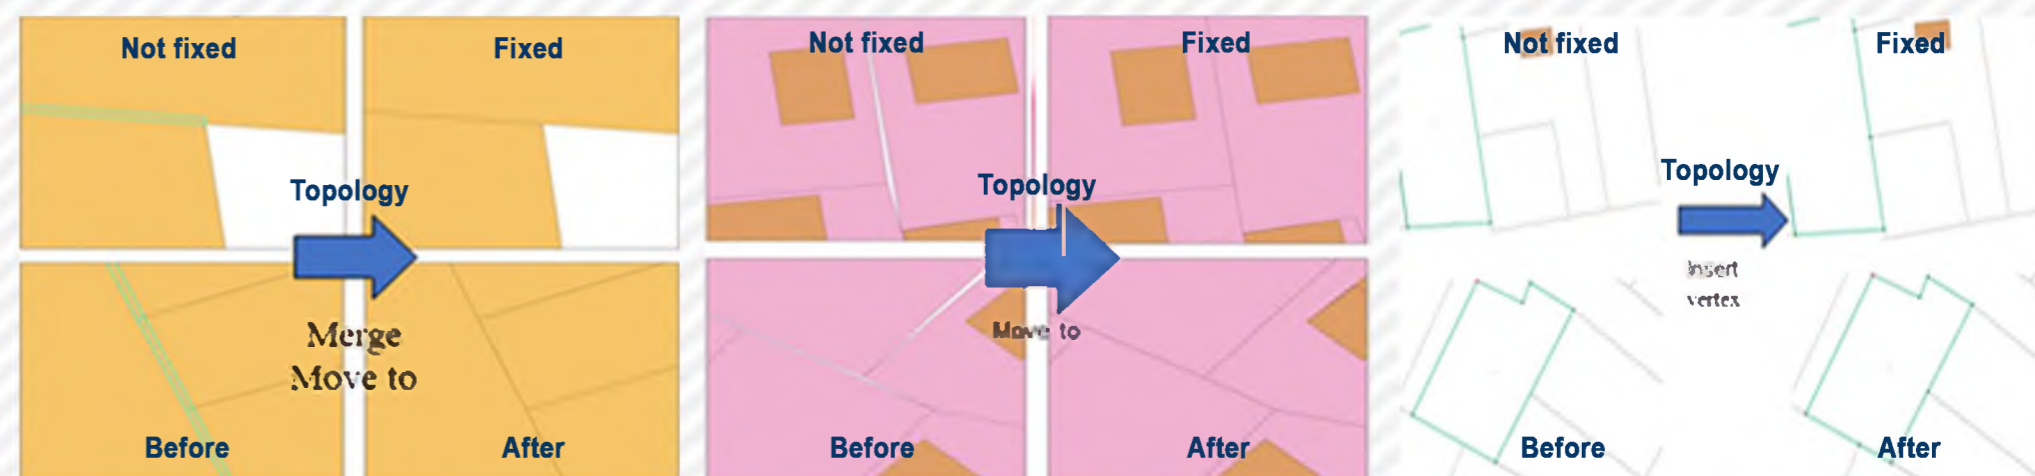 Not fixed
Fixed
Topology
Merge
Move to
Before
After
Not fixed
Fixed
Topology
Move to
Before
After
Not fixed
Fixed
Topology
Insert
vertex
Before
After